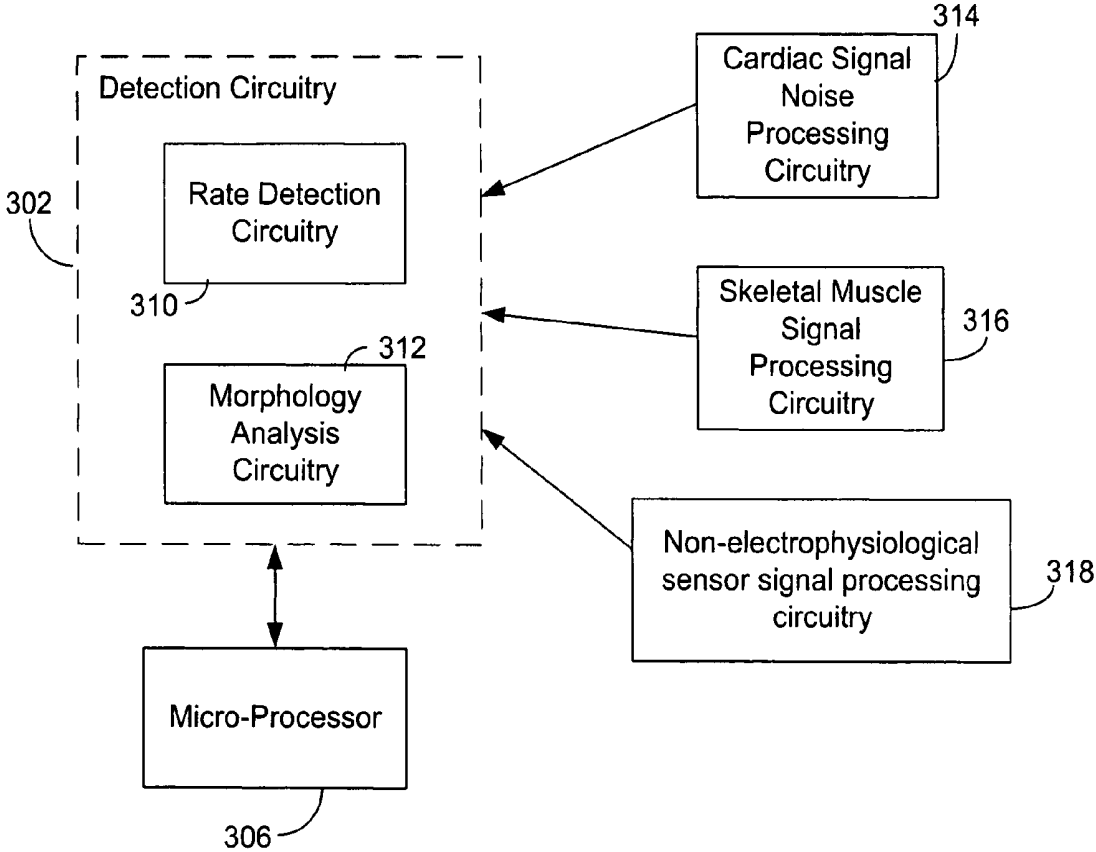 Detection Circuitry
302
Rate Detection
Circuitry
310
312
Morphology
Analysis
Circuitry
Micro-Processor
306
314
Cardiac Signal
Noise
Processing
Circuitry
Skeletal Muscle
Signal
Processing
Circuitry
316
Non-electrophysiological
sensor signal processing
circuitry
318